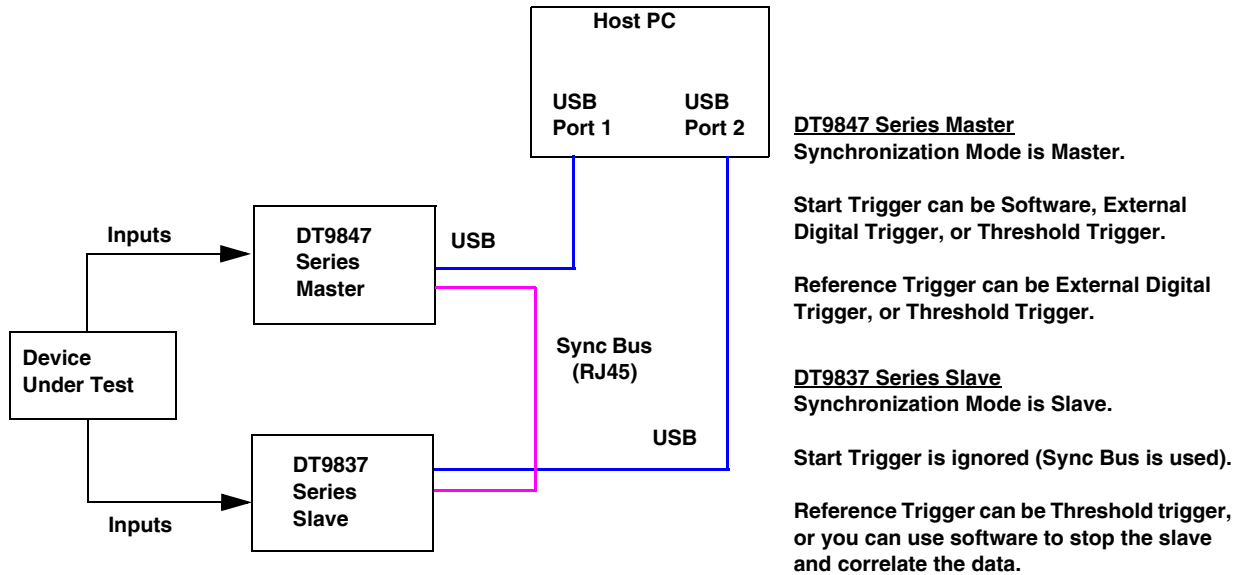 Host PC
USB
Port 1
USB
Port 2
DT9847 Series Master
Synchronization Mode is Master.
Start Trigger can be Software, External
Digital Trigger, or Threshold Trigger.
Reference Trigger can be External Digital
Trigger, or Threshold Trigger.
Inputs
DT9847
Series
Master
USB
Device
Under Test
Sync Bus
(RJ45)
DT9837
Series
Slave
USB
Inputs
DT9837 Series Slave
Synchronization Mode is Slave.
Start Trigger is ignored (Sync Bus is used).
Reference Trigger can be Threshold trigger,
or you can use software to stop the slave
and correlate the data.